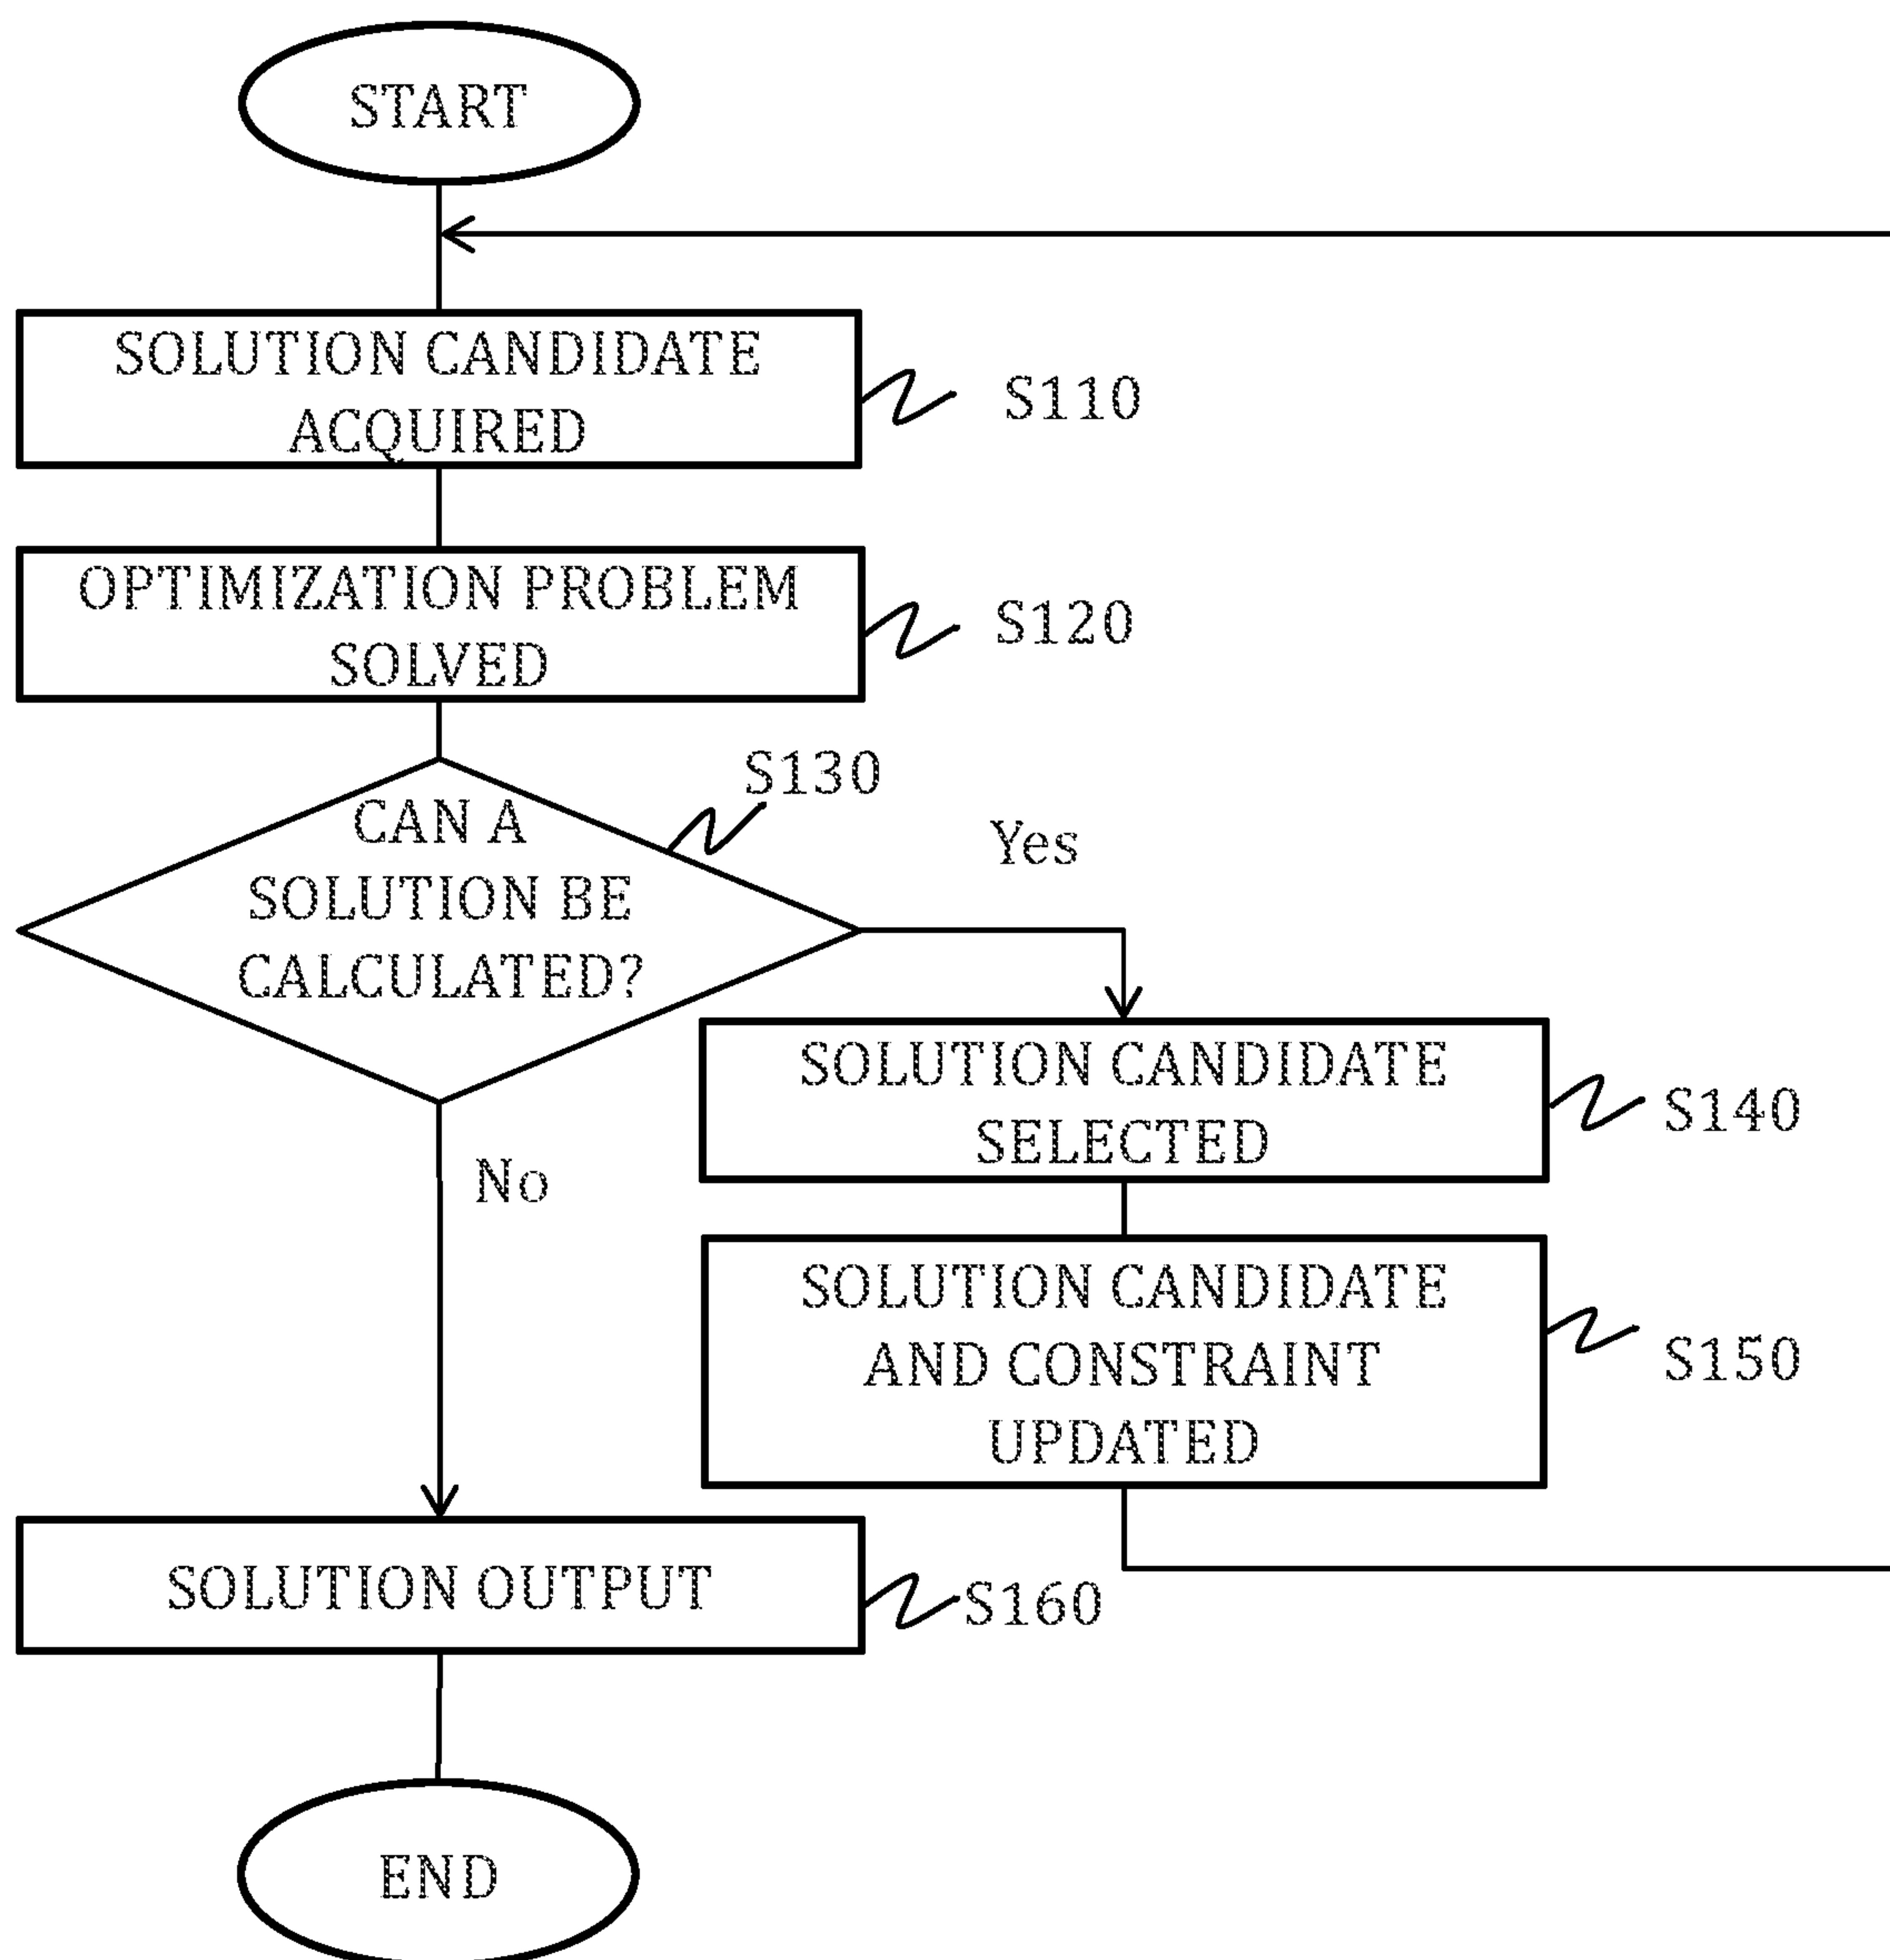 START
SOLUTION CANDIDATE
ACQUIRED
S110
OPTIMIZATION PROBLEM
SOLVED
S120
S130
CAN A
SOLUTION BE
CALCULATED?
Yes
SOLUTION CANDIDATE
SELECTED
S140
No
SOLUTION CANDIDATE
AND CONSTRAINT
UPDATED
S150
SOLUTION OUTPUT
S160
END